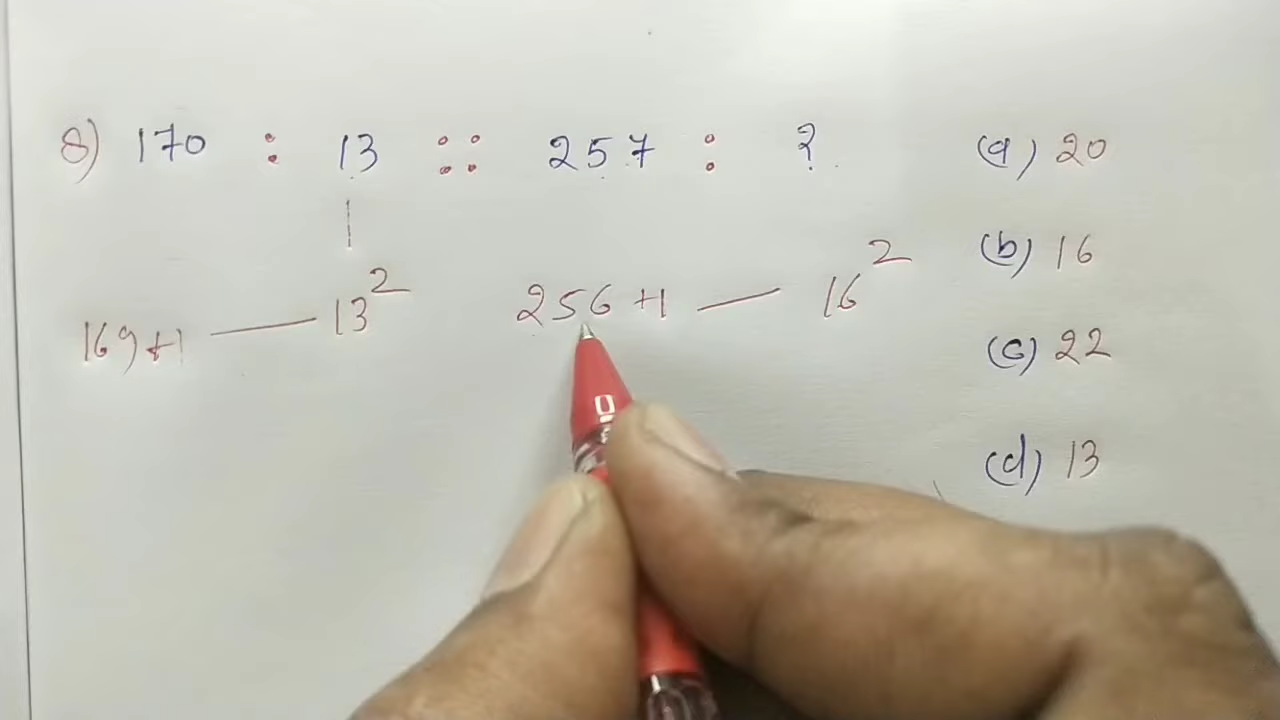 8) 170 : 13 :: 257 : ?
(a) 20
(b) 16
(c) 22
(d) 13
169+1 — 13²
256+1 — 16²